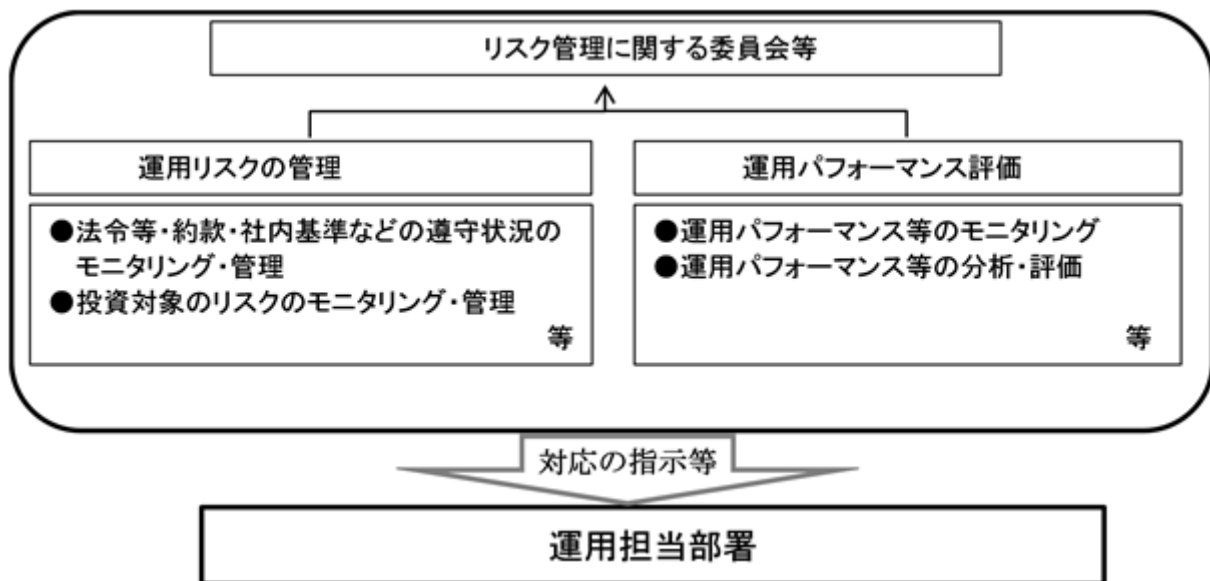 リスク管理に関する委員会等
運用リスクの管理
●法令等・約款・社内基準などの遵守状況の
モニタリング・管理
●投資対象のリスクのモニタリング・管理
等
運用パフォーマンス評価
●運用パフォーマンス等のモニタリング
●運用パフォーマンス等の分析・評価
等
対応の指示等
運用担当部署